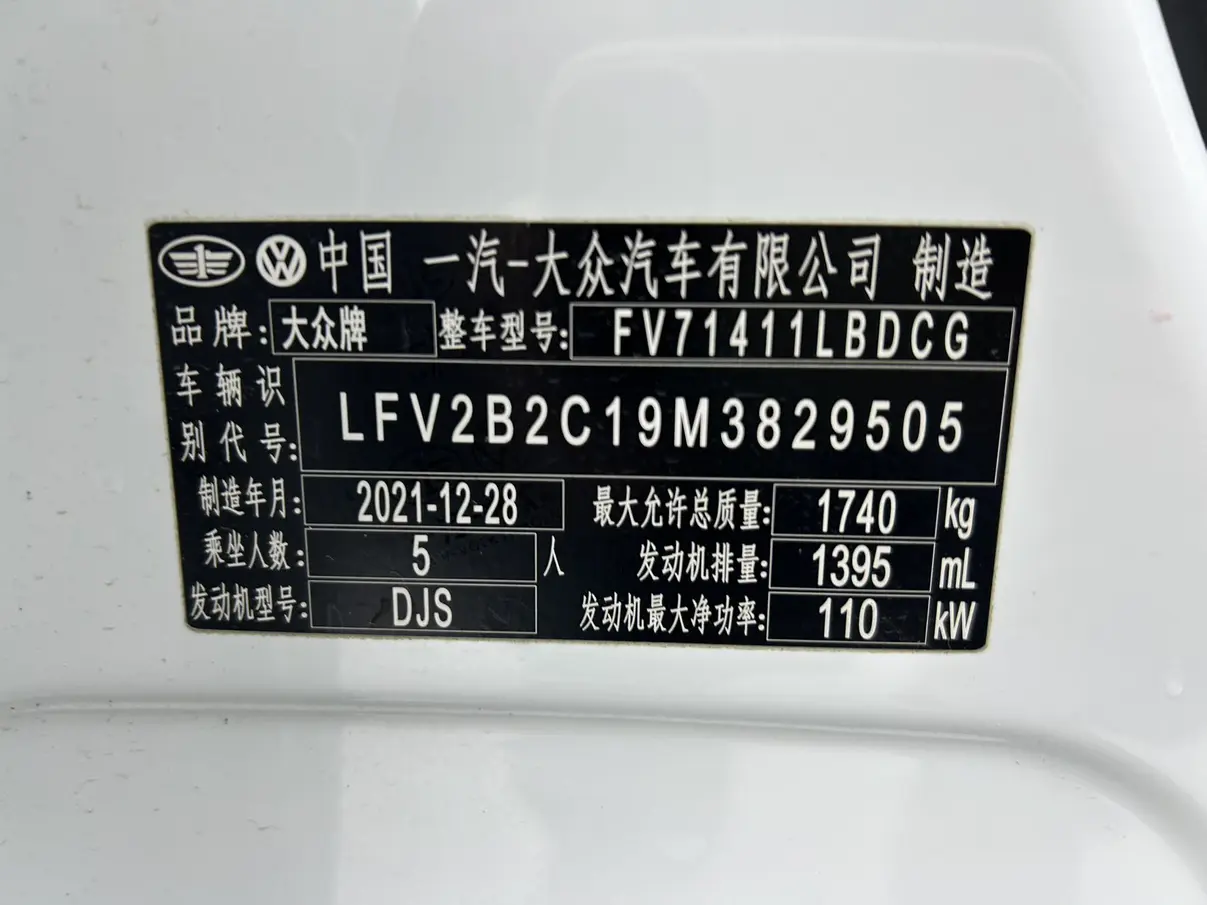 中国 一汽-大众汽车有限公司 制造
品牌: 大众牌 整车型号: FV71411LBDCG
车辆识别代号: LFV2B2C19M3829505
制造年月: 2021-12-28 最大允许总质量: 1740 kg
乘坐人数: 5 人 发动机排量: 1395 mL
发动机型号: DJS 发动机最大净功率: 110 kW